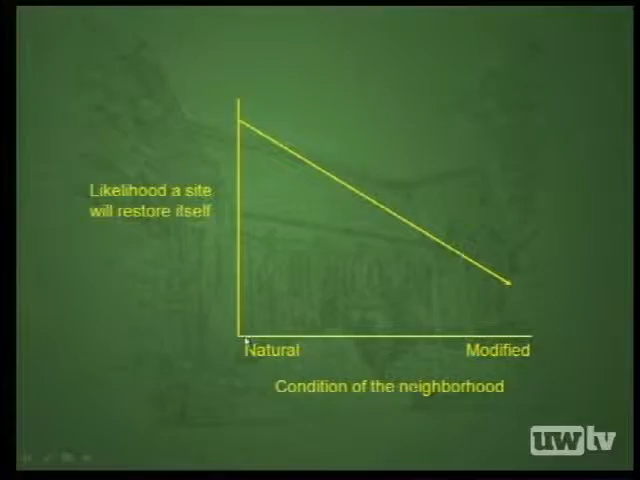 Likelihood a site
will restore itself
Natural
Modified
Condition of the neighborhood
uwtv